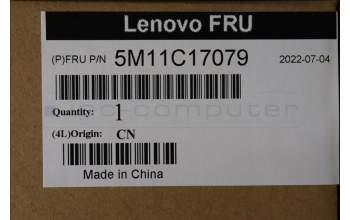 Lenovo FRU
(P)FRU P/N 5M11C17079 2022-07-04
Quantity: 1
(4L)Origin: CN
Made in China